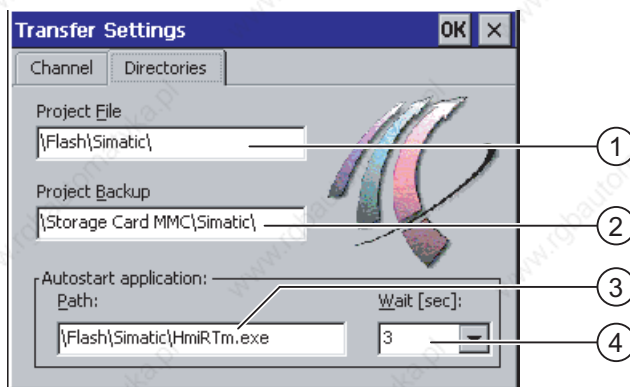 Transfer Settings OK ×
Channel Directories
Project File
\Flash\Simatic\
1
Project Backup
\Storage Card MMC\Simatic\
2
Autostart application:
3
Path: Wait [sec]:
\Flash\Simatic\HmiRTm.exe 3
4